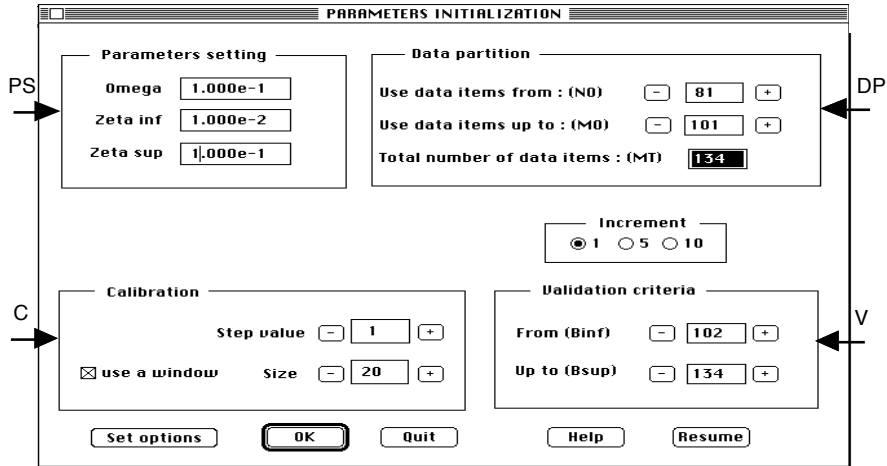 PARAMETERS INITIALIZATION
Parameters setting
Omega 1.000e-1
Zeta inf 1.000e-2
Zeta sup 1.000e-1
PS
Data partition
Use data items from : (N0) - 81 +
Use data items up to : (M0) - 101 +
Total number of data items : (MT) 134
DP
Increment
1 5 10
Calibration
Step value - 1 +
use a window Size - 20 +
C
Validation criteria
From (Binf) - 102 +
Up to (Bsup) - 134 +
V
Set options OK Quit Help Resume